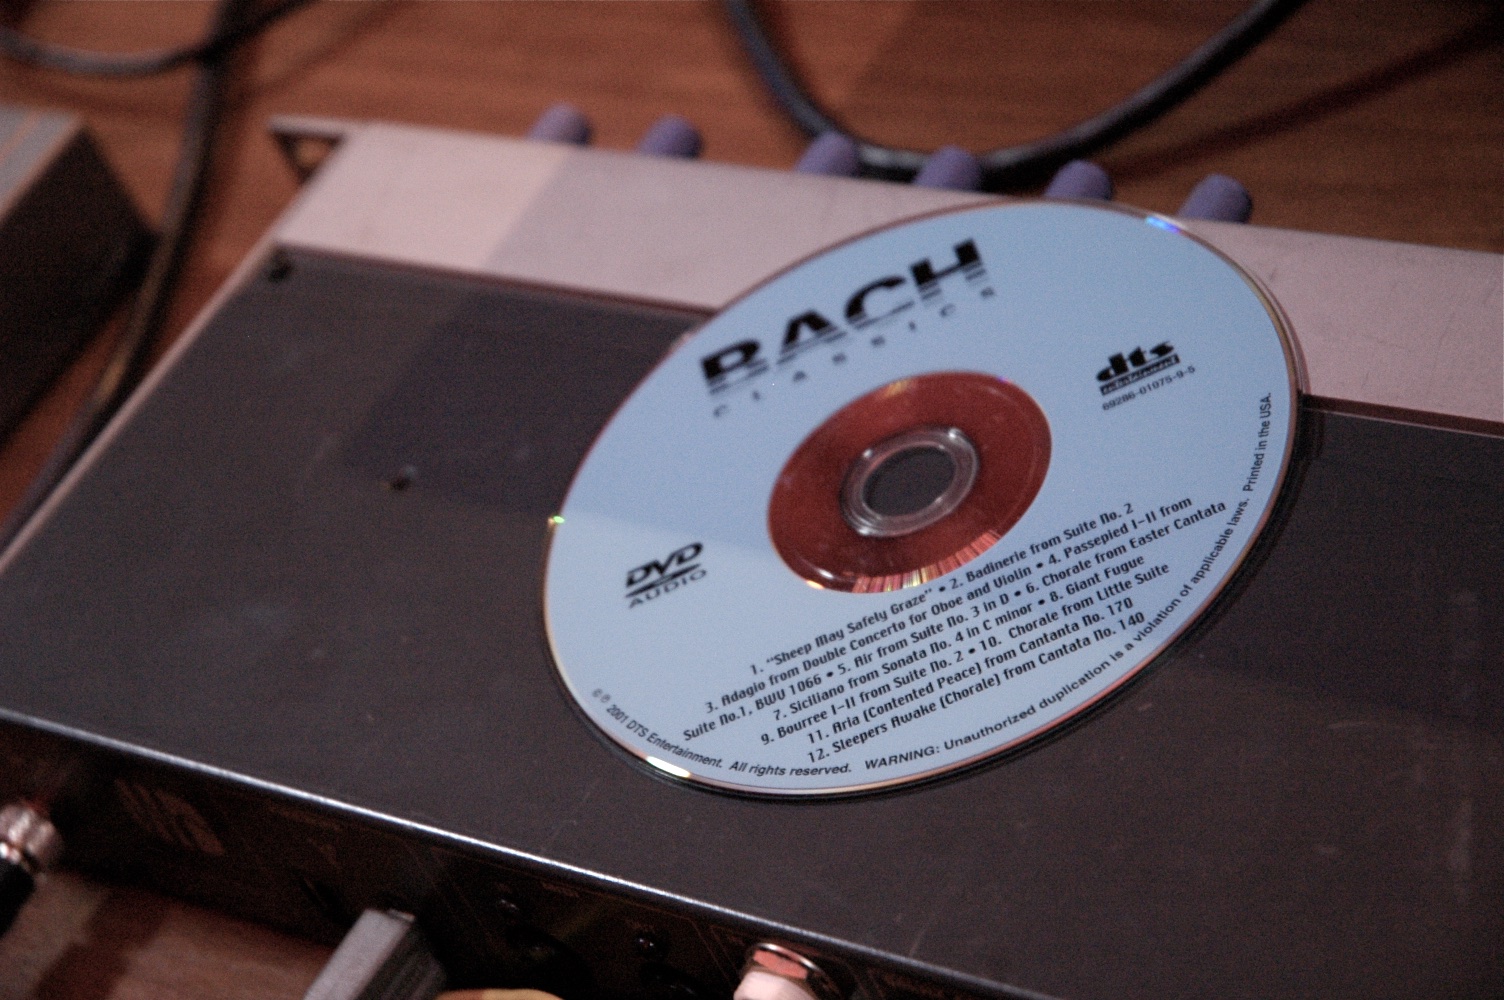 BACH
CLASSICS
dts
Entertainment
69286-01075-9-5
DVD
AUDIO
1. "Sheep May Safely Graze" • 2. Badinerie from Suite No. 2
3. Adagio from Double Concerto for Oboe and Violin • 4. Passepied I-II from
Suite No.1, BWV 1066 • 5. Air from Suite No. 3 in D • 6. Chorale from Easter Cantata
7. Siciliano from Sonata No. 4 in C minor • 8. Giant Fugue
9. Bourree I-II from Suite No. 2 • 10. Chorale from Little Suite
11. Aria (Contented Peace) from Cantanta No. 170
12. Sleepers Awake (Chorale) from Cantata No. 140
©℗ 2001 DTS Entertainment. All rights reserved. WARNING: Unauthorized duplication is a violation of applicable laws. Printed in the USA.